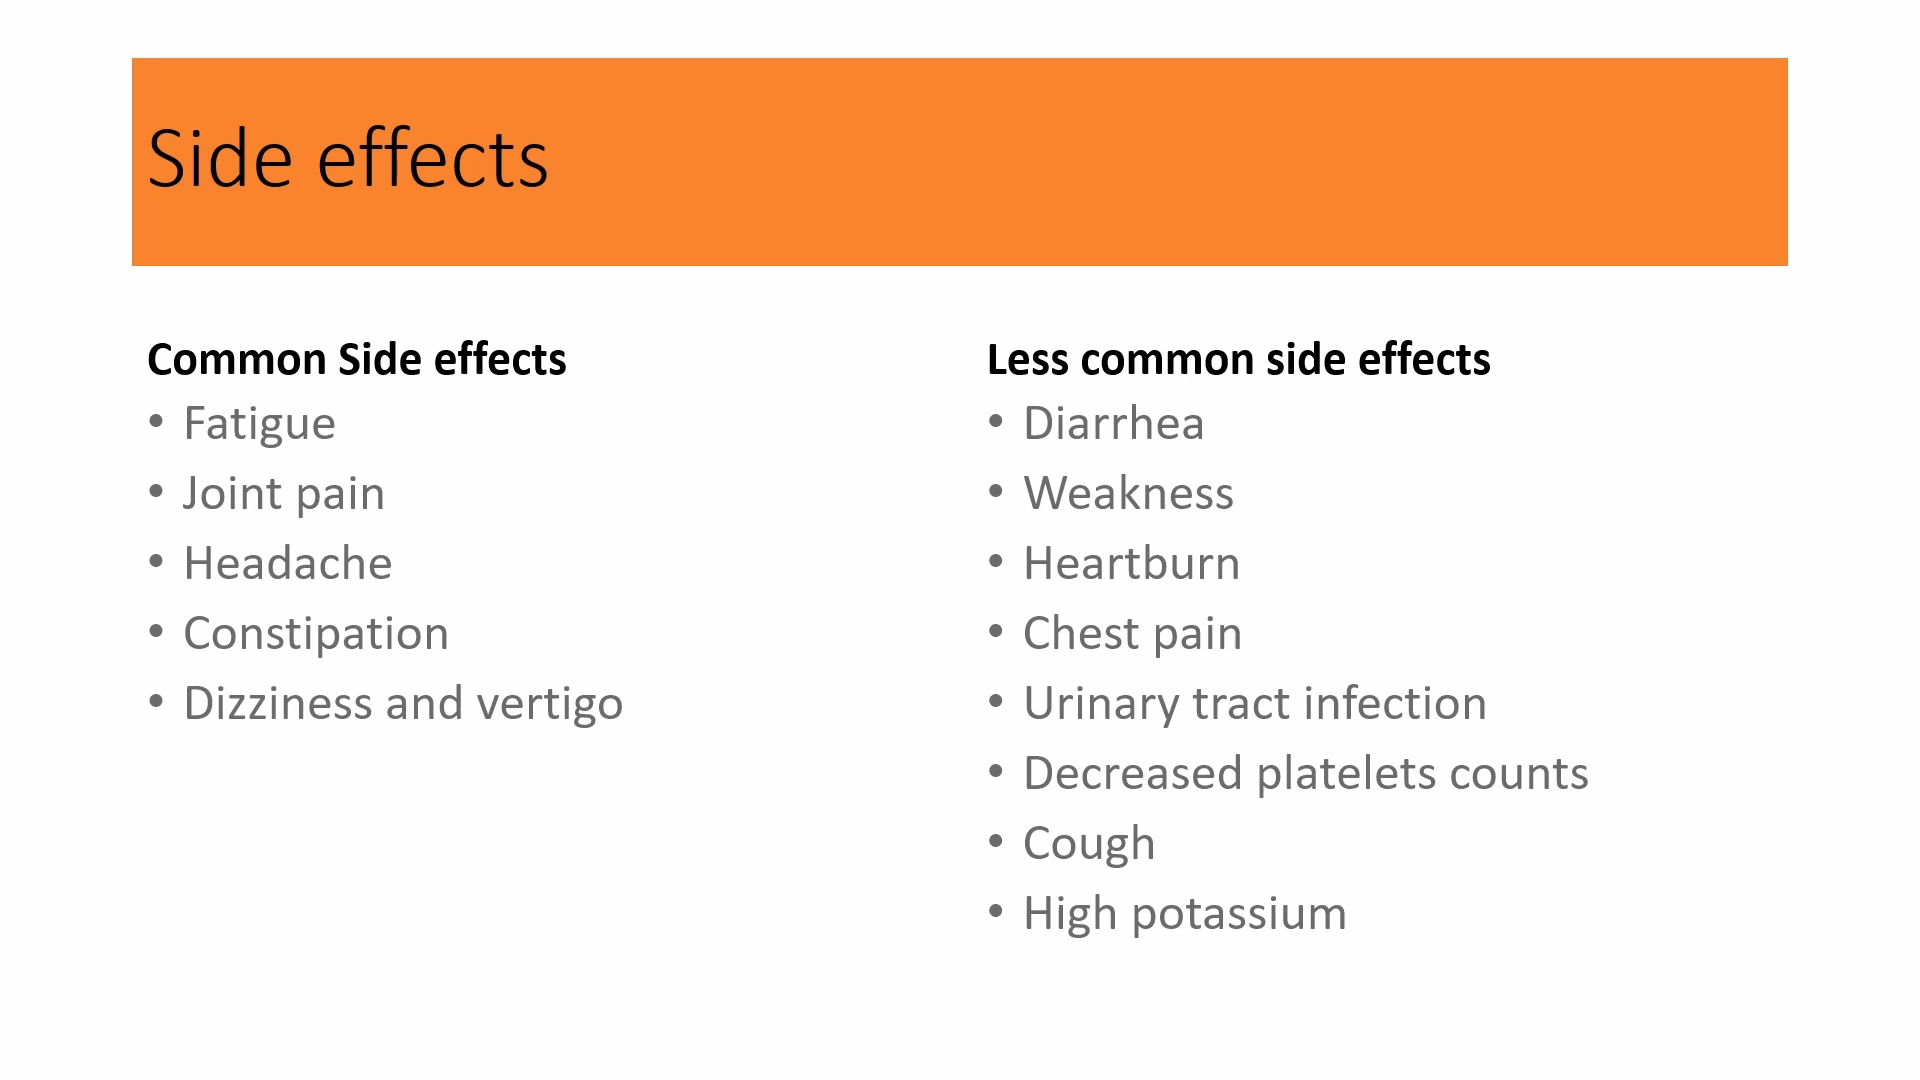 Side effects
Common Side effects
• Fatigue
• Joint pain
• Headache
• Constipation
• Dizziness and vertigo
Less common side effects
• Diarrhea
• Weakness
• Heartburn
• Chest pain
• Urinary tract infection
• Decreased platelets counts
• Cough
• High potassium